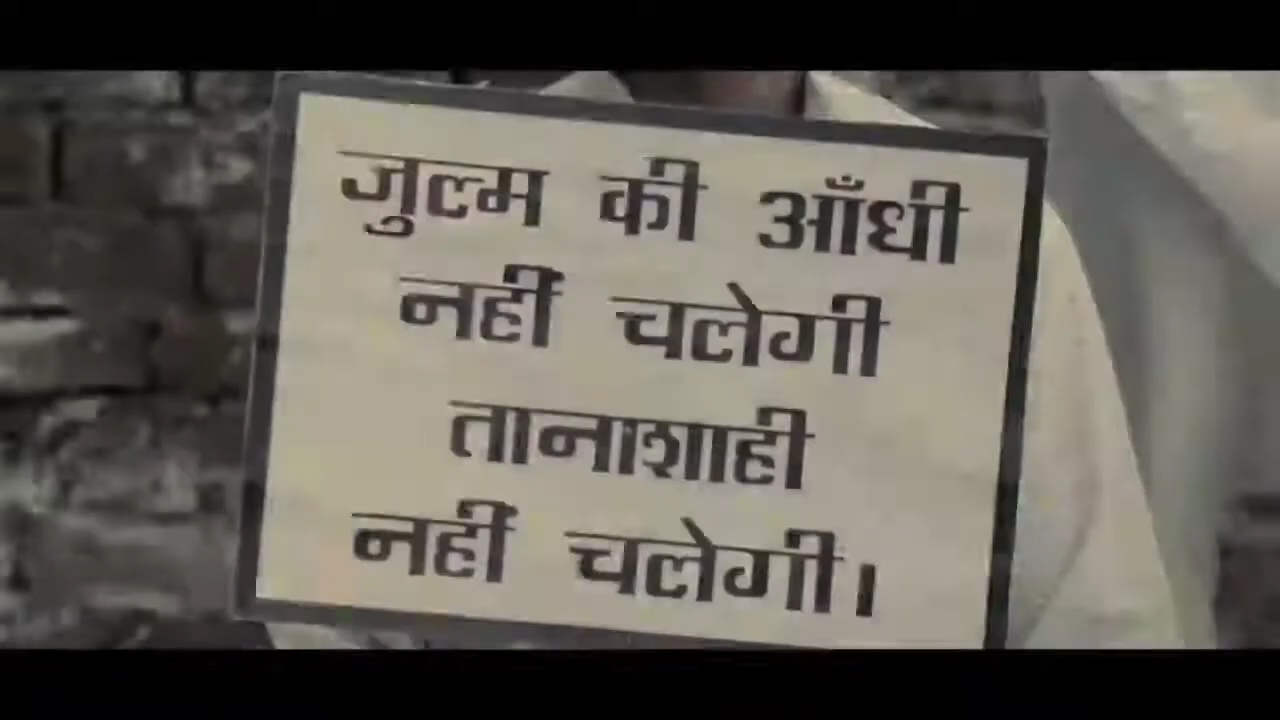 जुल्म की आँधी
नहीं चलेगी
तानाशाही
नहीं चलेगी।